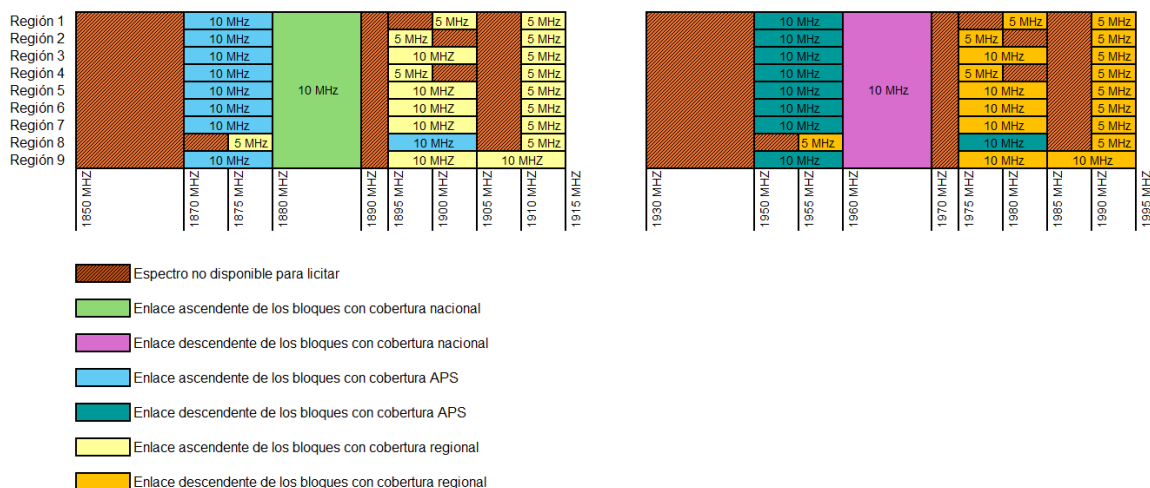 Región 1 10 MHz 5 MHz 5 MHz 10 MHz 5 MHz 5 MHz
Región 2 10 MHz 5 MHz 5 MHz 10 MHz 5 MHz 5 MHz
Región 3 10 MHz 10 MHZ 5 MHz 10 MHz 10 MHz 5 MHz
Región 4 10 MHz 5 MHz 5 MHz 10 MHz 5 MHz 5 MHz
Región 5 10 MHz 10 MHz 10 MHz 5 MHz 10 MHz 10 MHz 10 MHz 5 MHz
Región 6 10 MHz 10 MHz 5 MHz 10 MHz 10 MHz 5 MHz
Región 7 10 MHz 10 MHz 5 MHz 10 MHz 10 MHz 5 MHz
Región 8 5 MHz 10 MHz 5 MHz 5 MHz 10 MHz 5 MHz
Región 9 10 MHz 10 MHz 10 MHz 10 MHz 10 MHz 10 MHz
1850 MHZ 1870 MHZ 1875 MHZ 1880 MHZ 1890 MHZ 1895 MHZ 1900 MHZ 1905 MHZ 1910 MHZ 1915 MHZ 1930 MHZ 1950 MHZ 1955 MHZ 1960 MHZ 1970 MHZ 1975 MHZ 1980 MHZ 1985 MHZ 1990 MHZ 1995 MHZ
Espectro no disponible para licitar
Enlace ascendente de los bloques con cobertura nacional
Enlace descendente de los bloques con cobertura nacional
Enlace ascendente de los bloques con cobertura APS
Enlace descendente de los bloques con cobertura APS
Enlace ascendente de los bloques con cobertura regional
Enlace descendente de los bloques con cobertura regional